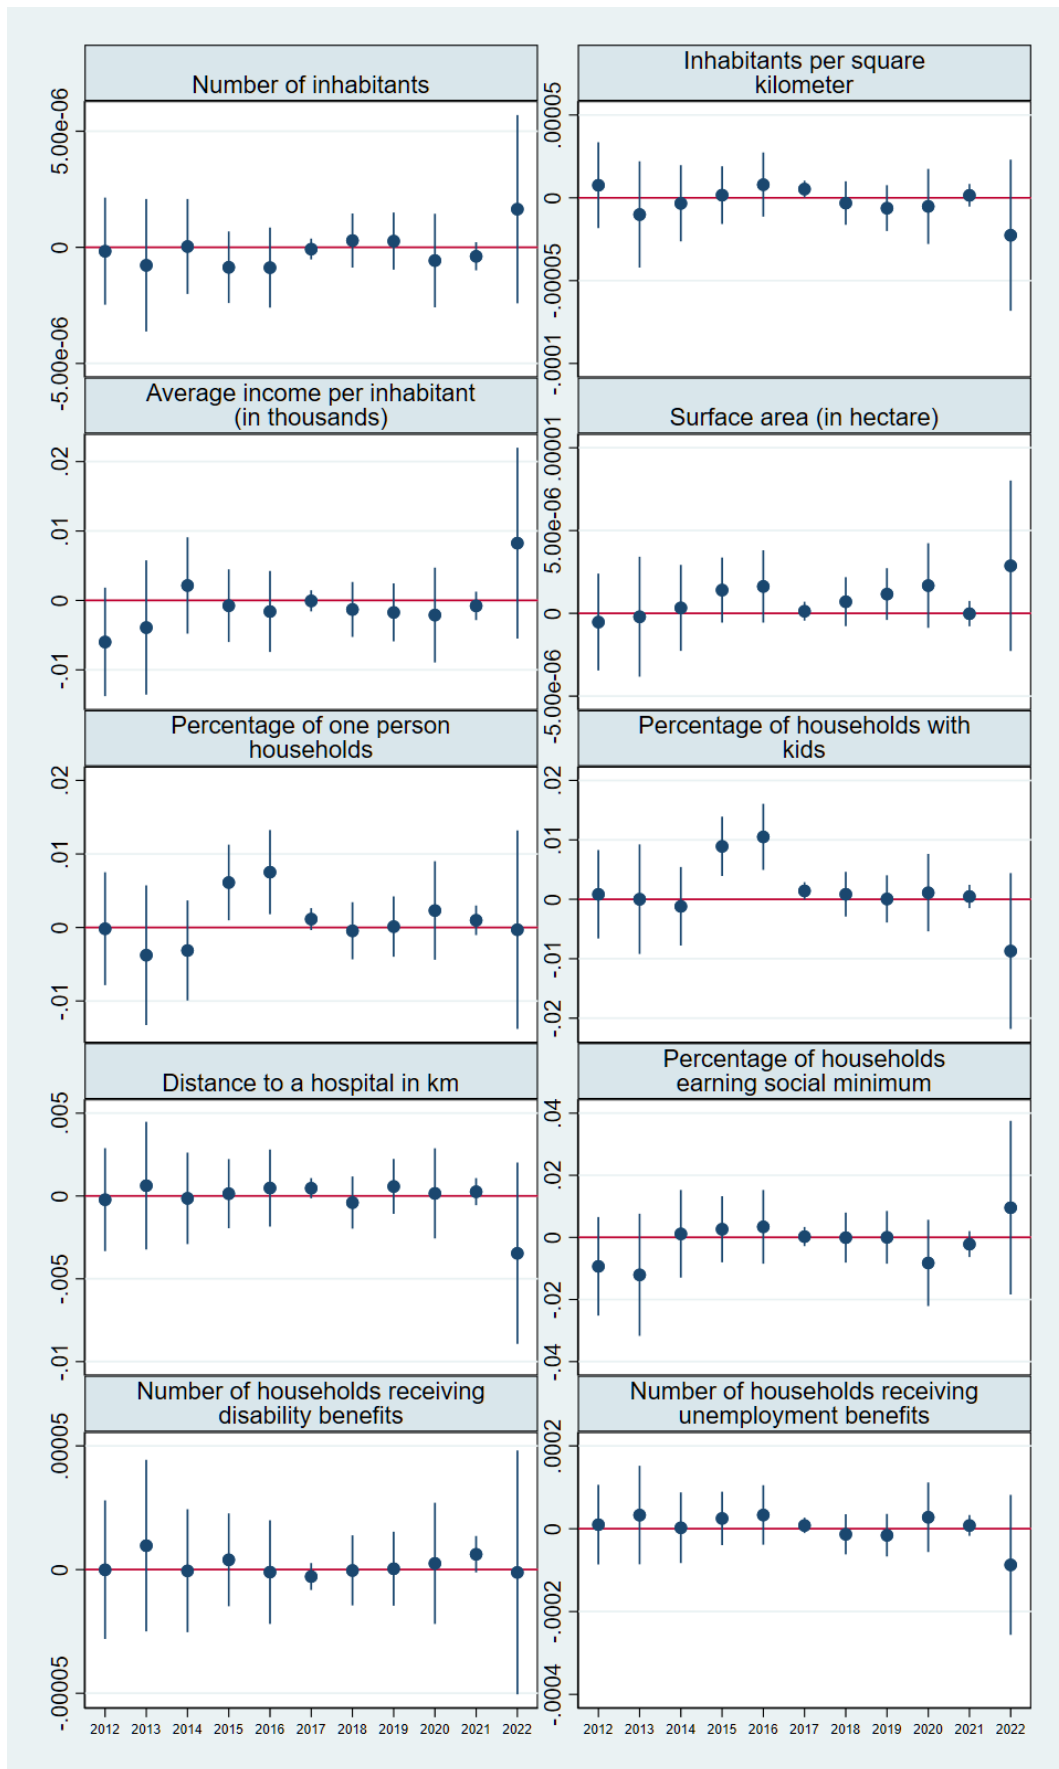 Number of inhabitants
5.00e-06
0
-5.00e-06
Inhabitants per square
kilometer
.00005
0
-.00005
-.0001
Average income per inhabitant
(in thousands)
.02
.01
0
-.01
Surface area (in hectare)
.00001
5.00e-06
0
-5.00e-06
Percentage of one person
households
.02
.01
0
-.01
Percentage of households with
kids
.02
.01
0
-.01
-.02
Distance to a hospital in km
.005
0
-.005
-.01
Percentage of households
earning social minimum
.04
.02
0
-.02
-.04
Number of households receiving
disability benefits
.00005
0
-.00005
2012 2013 2014 2015 2016 2017 2018 2019 2020 2021 2022
Number of households receiving
unemployment benefits
.0002
0
-.0002
-.0004
2012 2013 2014 2015 2016 2017 2018 2019 2020 2021 2022